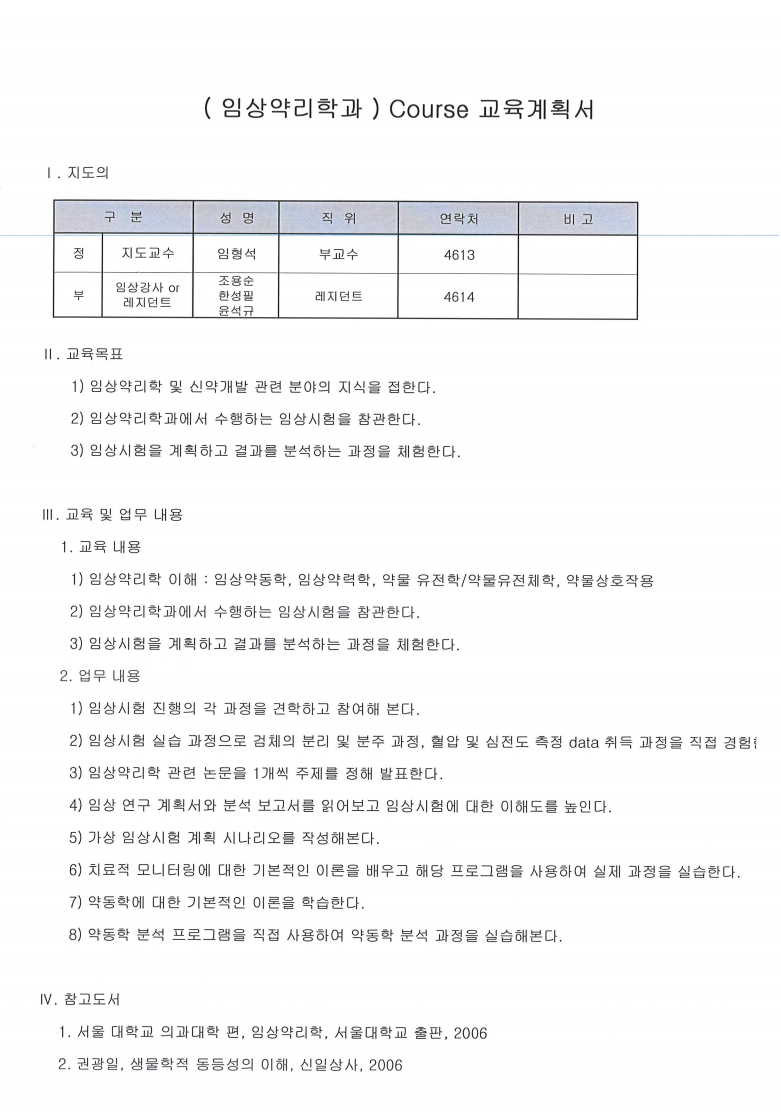 ( 임상약리학과 ) Course 교육계획서
I. 지도의
구 분 성 명 직 위 연락처 비 고
정 지도교수 임형석 부교수 4613
부 임상강사 or 레지던트 조용순 한성필 윤석규 레지던트 4614
II. 교육목표
1) 임상약리학 및 신약개발 관련 분야의 지식을 접한다.
2) 임상약리학과에서 수행하는 임상시험을 참관한다.
3) 임상시험을 계획하고 결과를 분석하는 과정을 체험한다.
III. 교육 및 업무 내용
1. 교육 내용
1) 임상약리학 이해 : 임상약동학, 임상약력학, 약물 유전학/약물유전체학, 약물상호작용
2) 임상약리학과에서 수행하는 임상시험을 참관한다.
3) 임상시험을 계획하고 결과를 분석하는 과정을 체험한다.
2. 업무 내용
1) 임상시험 진행의 각 과정을 견학하고 참여해 본다.
2) 임상시험 실습 과정으로 검체의 분리 및 분주 과정, 혈압 및 심전도 측정 data 취득 과정을 직접 경험
3) 임상약리학 관련 논문을 1개씩 주제를 정해 발표한다.
4) 임상 연구 계획서와 분석 보고서를 읽어보고 임상시험에 대한 이해도를 높인다.
5) 가상 임상시험 계획 시나리오를 작성해본다.
6) 치료적 모니터링에 대한 기본적인 이론을 배우고 해당 프로그램을 사용하여 실제 과정을 실습한다.
7) 약동학에 대한 기본적인 이론을 학습한다.
8) 약동학 분석 프로그램을 직접 사용하여 약동학 분석 과정을 실습해본다.
IV. 참고도서
1. 서울 대학교 의과대학 편, 임상약리학, 서울대학교 출판, 2006
2. 권광일, 생물학적 동등성의 이해, 신일상사, 2006